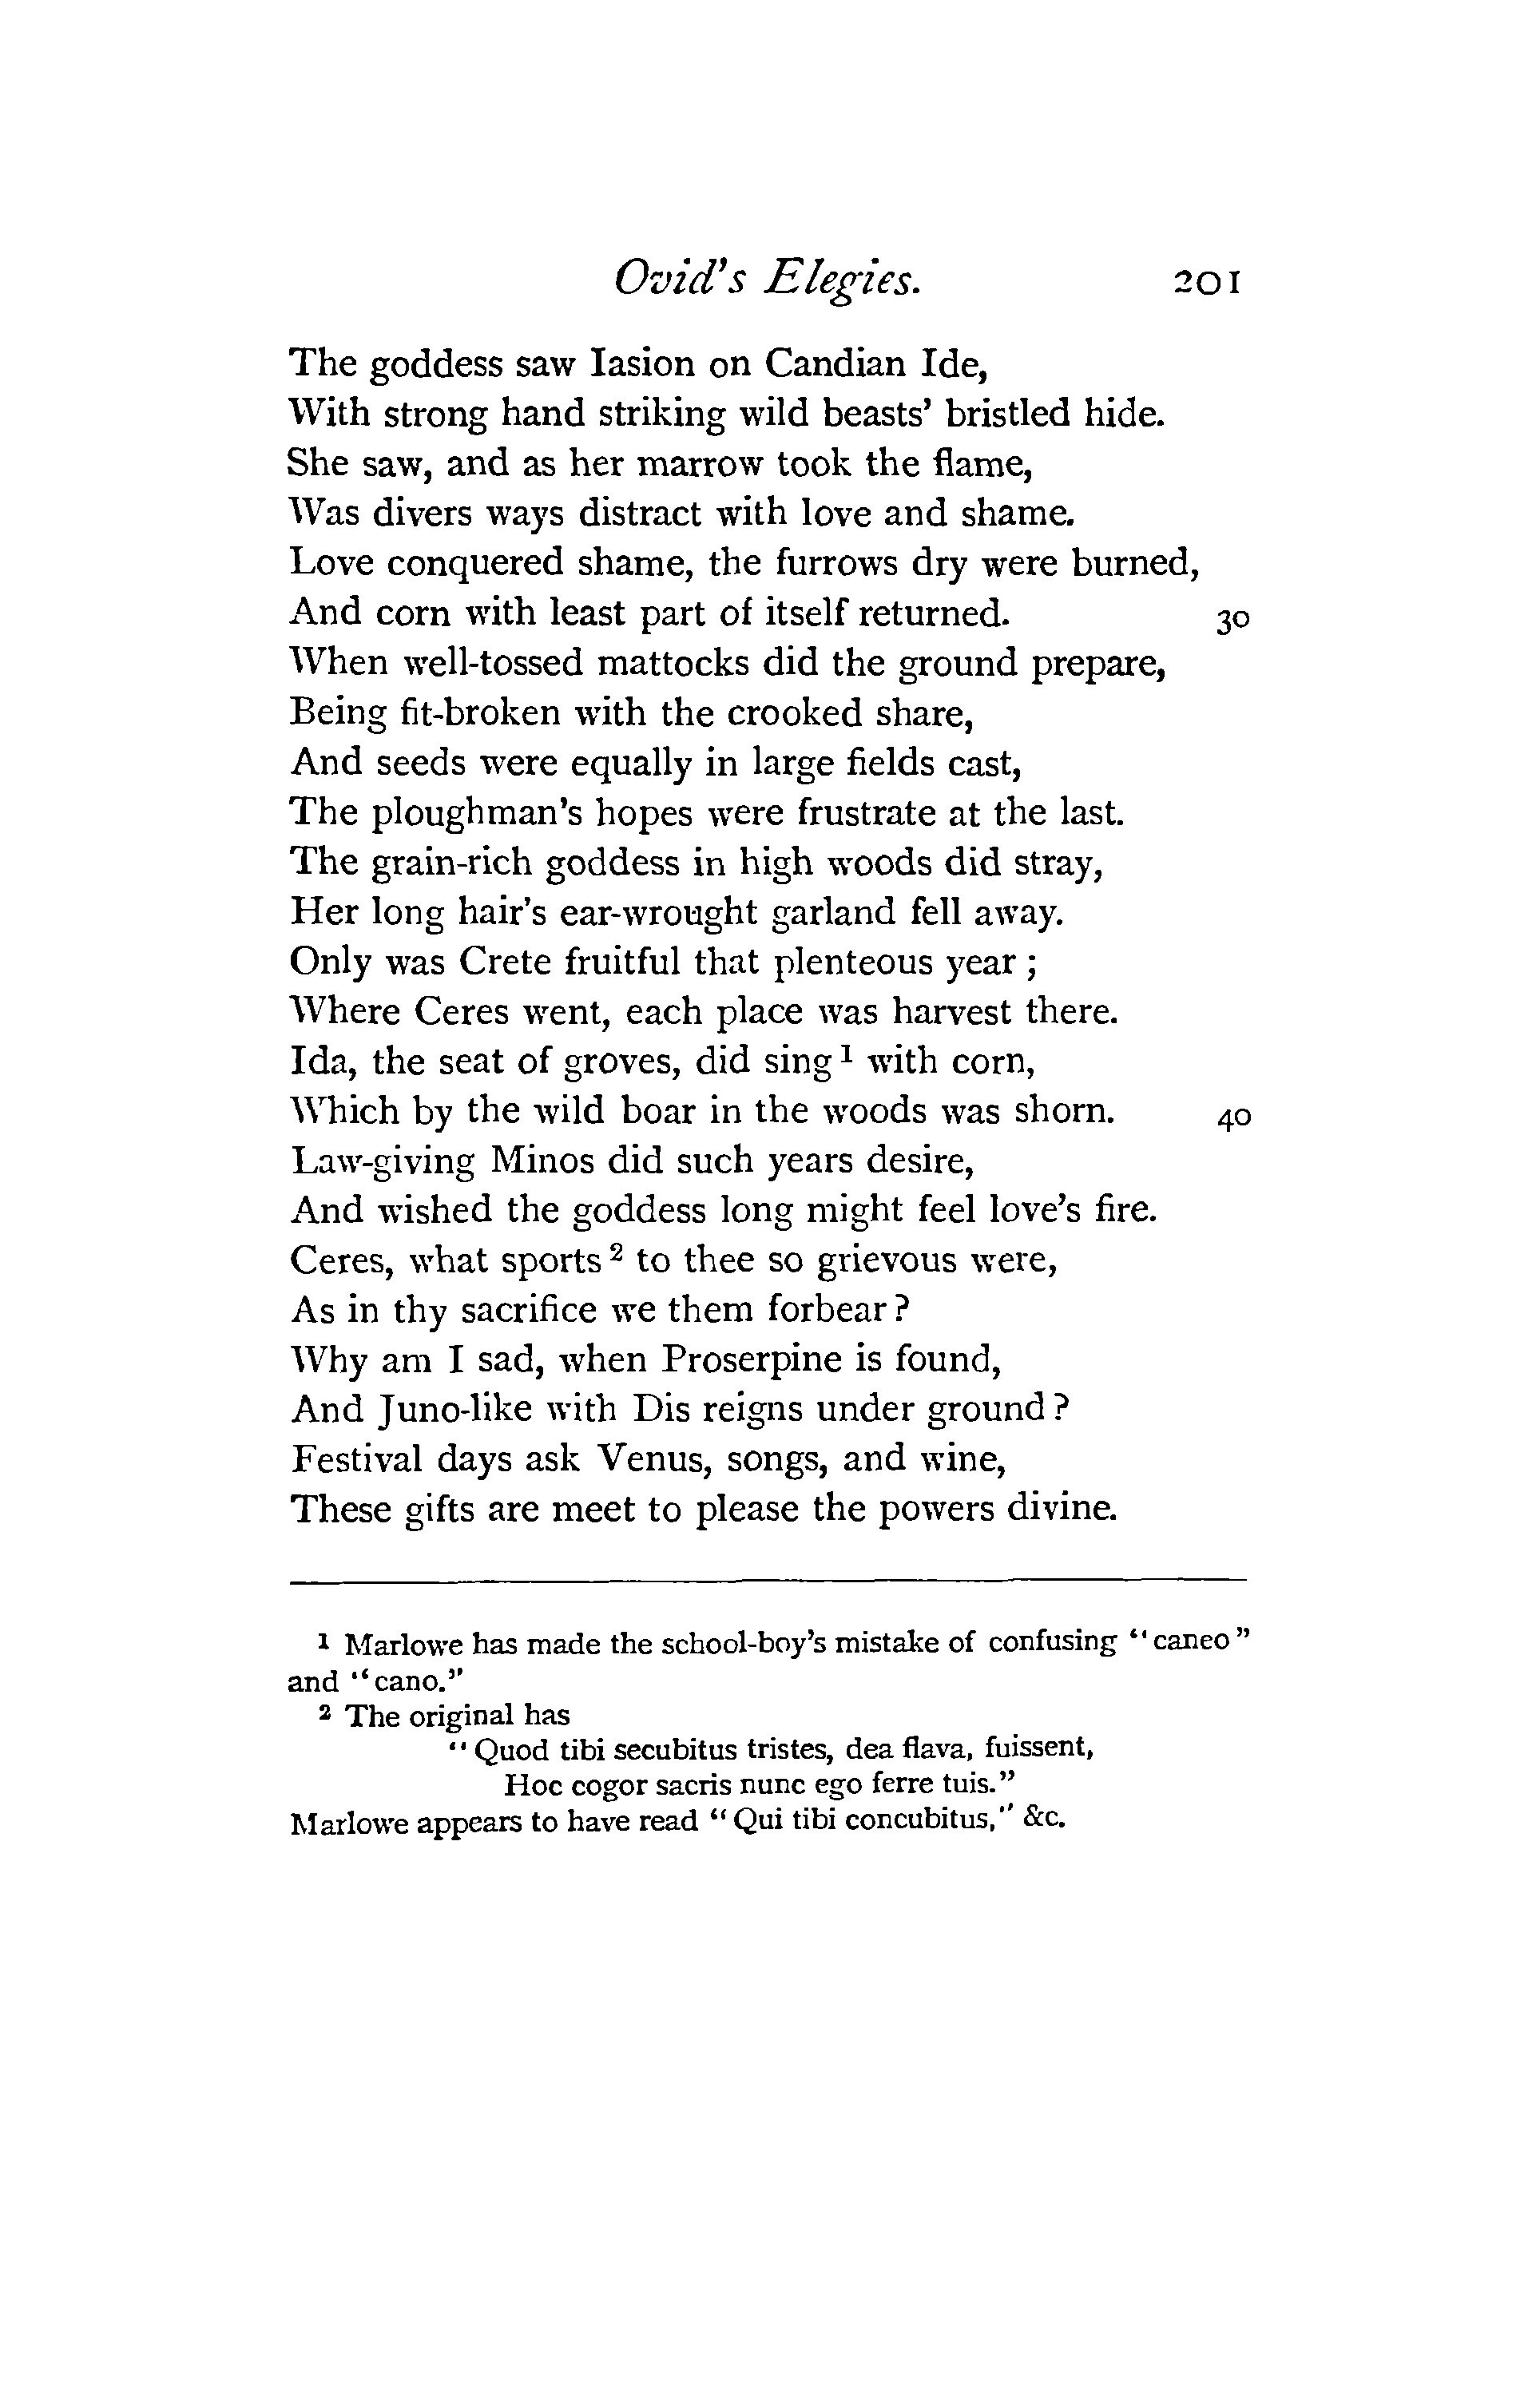 Ovid's Elegies. 201
The goddess saw Iasion on Candian Ide,
With strong hand striking wild beasts' bristled hide.
She saw, and as her marrow took the flame,
Was divers ways distract with love and shame.
Love conquered shame, the furrows dry were burned,
And corn with least part of itself returned. 30
When well-tossed mattocks did the ground prepare,
Being fit-broken with the crooked share,
And seeds were equally in large fields cast,
The ploughman's hopes were frustrate at the last.
The grain-rich goddess in high woods did stray,
Her long hair's ear-wrought garland fell away.
Only was Crete fruitful that plenteous year ;
Where Ceres went, each place was harvest there.
Ida, the seat of groves, did sing ¹ with corn,
Which by the wild boar in the woods was shorn. 40
Law-giving Minos did such years desire,
And wished the goddess long might feel love's fire.
Ceres, what sports ² to thee so grievous were,
As in thy sacrifice we them forbear ?
Why am I sad, when Proserpine is found,
And Juno-like with Dis reigns under ground ?
Festival days ask Venus, songs, and wine,
These gifts are meet to please the powers divine.
¹ Marlowe has made the school-boy's mistake of confusing “caneo”
and “cano.”
² The original has
“Quod tibi secubitus tristes, dea flava, fuissent,
Hoc cogor sacris nunc ego ferre tuis.”
Marlowe appears to have read “Qui tibi concubitus,” &c.